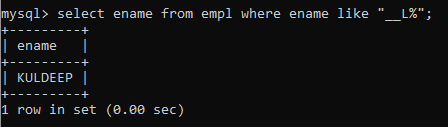 mysql> select ename from empl where ename like "__L%";
+---------+
| ename   |
+---------+
| KULDEEP |
+---------+
1 row in set (0.00 sec)